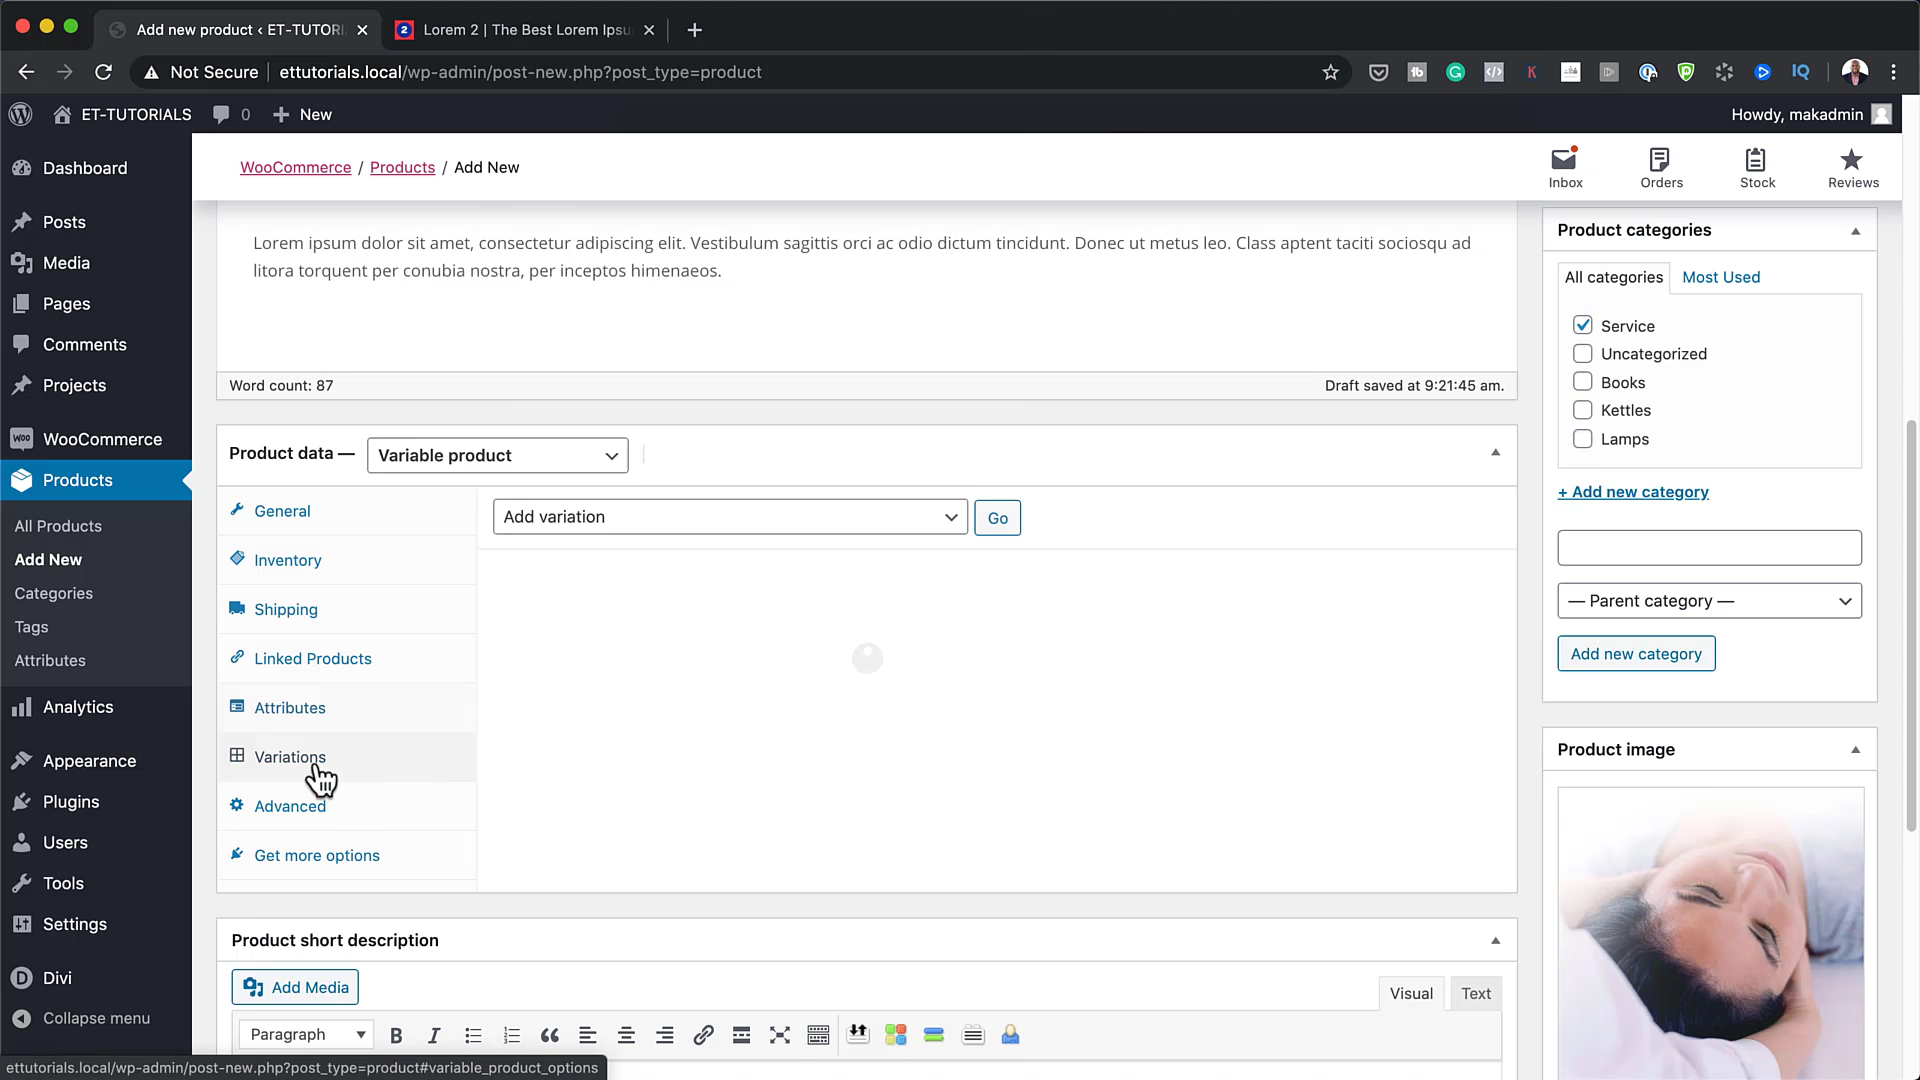 Add new product ‹ ET-TUTORI
Lorem 2 | The Best Lorem Ipsu
Not Secure
ettutorials.local/wp-admin/post-new.php?post_type=product
ET-TUTORIALS
0
New
Howdy, makadmin
Dashboard
Posts
Media
Pages
Comments
Projects
WooCommerce
Products
All Products
Add New
Categories
Tags
Attributes
Analytics
Appearance
Plugins
Users
Tools
Settings
Divi
Collapse menu
WooCommerce / Products / Add New
Inbox
Orders
Stock
Reviews
Lorem ipsum dolor sit amet, consectetur adipiscing elit. Vestibulum sagittis orci ac odio dictum tincidunt. Donec ut metus leo. Class aptent taciti sociosqu ad
litora torquent per conubia nostra, per inceptos himenaeos.
Word count: 87
Draft saved at 9:21:45 am.
Product data —
Variable product
General
Inventory
Shipping
Linked Products
Attributes
Variations
Advanced
Get more options
Add variation
Go
Product short description
Add Media
Visual
Text
Paragraph
Product categories
All categories
Most Used
Service
Uncategorized
Books
Kettles
Lamps
+ Add new category
— Parent category —
Add new category
Product image
ettutorials.local/wp-admin/post-new.php?post_type=product#variable_product_options